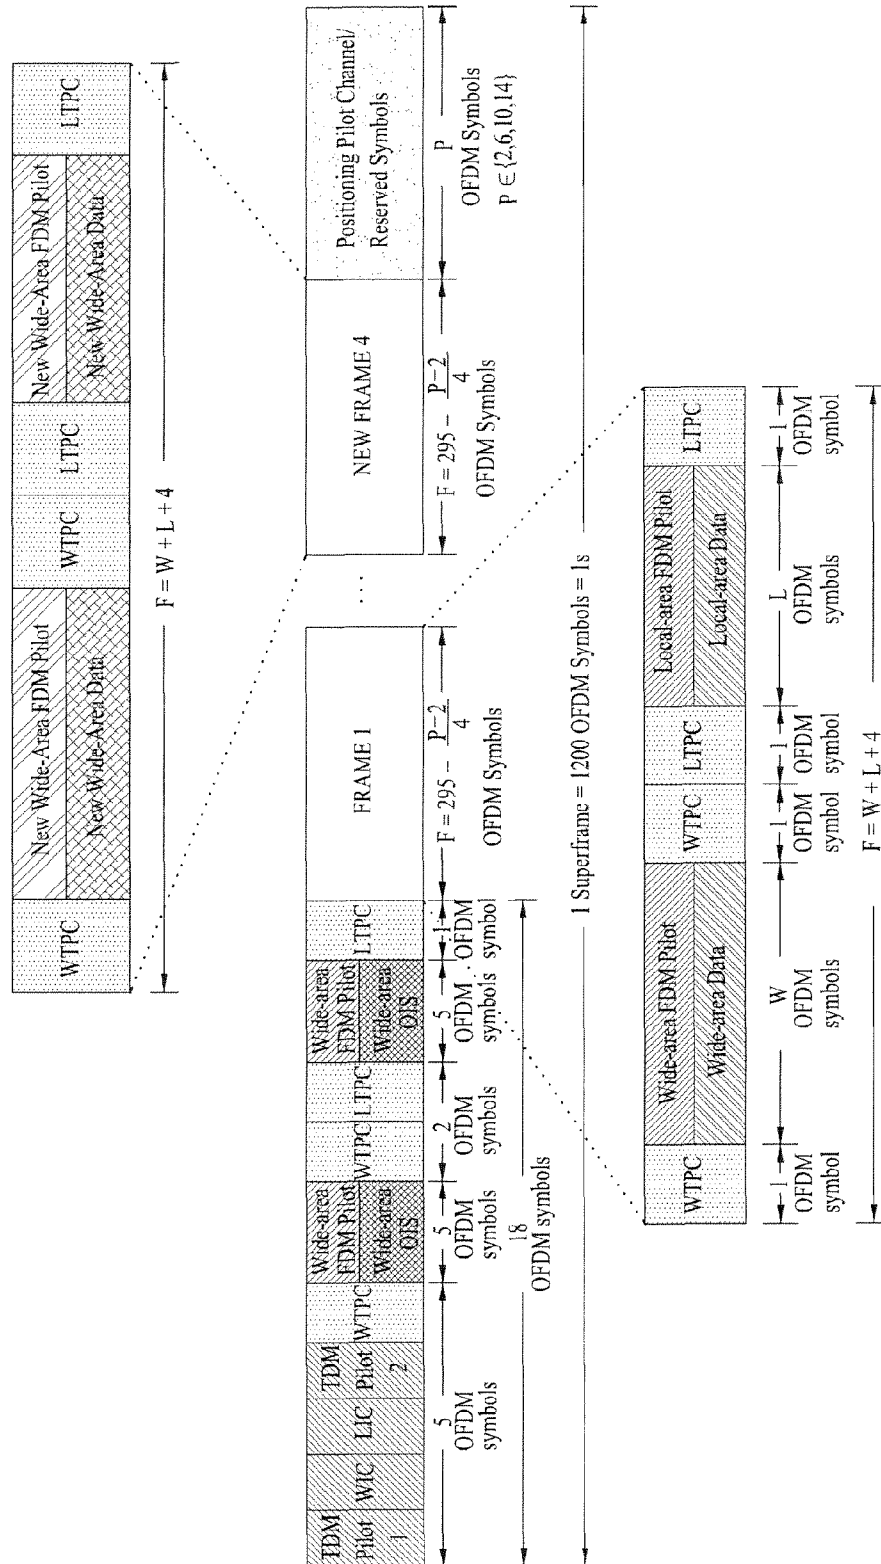 WTPC
New Wide-Area FDM Pilot
New Wide-Area Data
WTPC
LTPC
New Wide-Area FDM Pilot
New Wide-Area Data
LTPC
F = W + L + 4
TDM
Pilot
1
WIC
LIC
TDM
Pilot
2
WTPC
Wide-area
FDM Pilot
Wide-area
OIS
WTPC
LTPC
Wide-area
FDM Pilot
Wide-area
OIS
LTPC
FRAME 1
...
NEW FRAME 4
Positioning Pilot Channel/
Reserved Symbols
5
OFDM
symbols
5
OFDM
symbols
2
OFDM
symbols
5
OFDM
symbols
1
OFDM
symbol
F = 295 - P-2/4
OFDM Symbols
F = 295 - P-2/4
OFDM Symbols
P
OFDM Symbols
P ∈ {2,6,10,14}
18
OFDM symbols
1 Superframe = 1200 OFDM Symbols = 1s
WTPC
Wide-area FDM Pilot
Wide-area Data
WTPC
LTPC
Local-area FDM Pilot
Local-area Data
LTPC
1
OFDM
symbol
W
OFDM
symbols
1
OFDM
symbol
1
OFDM
symbol
L
OFDM
symbols
1
OFDM
symbol
F = W + L + 4